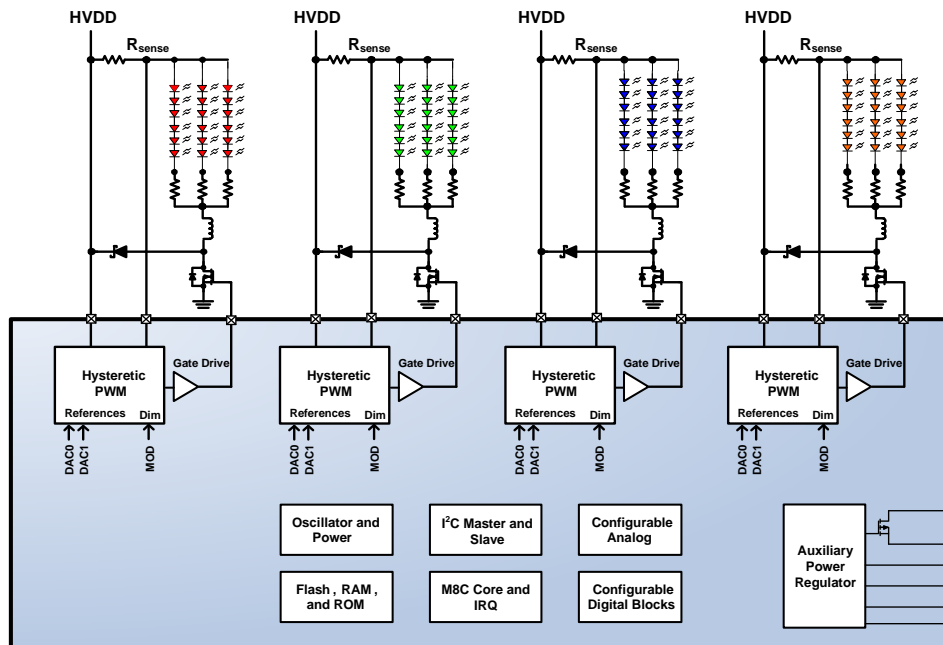 HVDD HVDD HVDD HVDD
Rsense Rsense Rsense Rsense
Gate Drive Gate Drive Gate Drive Gate Drive
Hysteretic
PWM
References Dim
DAC0 DAC1 MOD
Hysteretic
PWM
References Dim
DAC0 DAC1 MOD
Hysteretic
PWM
References Dim
DAC0 DAC1 MOD
Hysteretic
PWM
References Dim
DAC0 DAC1 MOD
Oscillator and
Power
I²C Master and
Slave
Configurable
Analog
Flash , RAM ,
and ROM
M8C Core and
IRQ
Configurable
Digital Blocks
Auxiliary
Power
Regulator